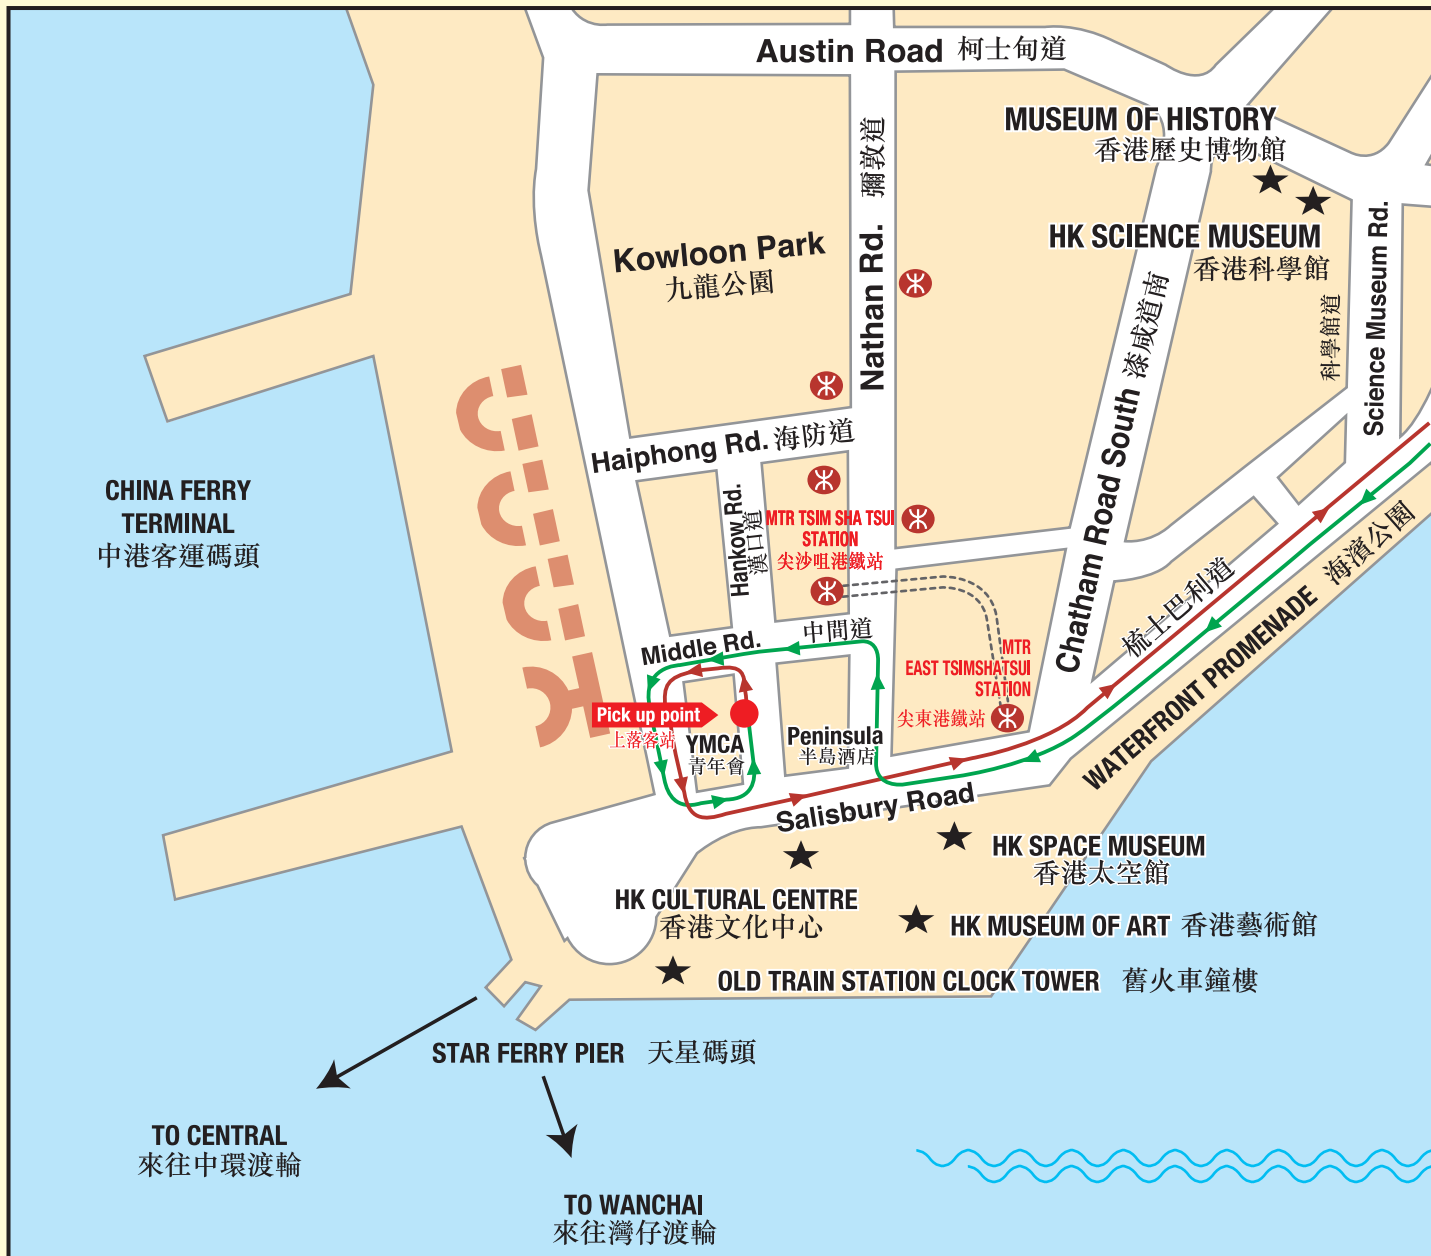 Austin Road 柯士甸道
MUSEUM OF HISTORY
香港歷史博物館
彌敦道
Nathan Rd.
HK SCIENCE MUSEUM
香港科學館
Science Museum Rd.
科學館道
Kowloon Park
九龍公園
Chatham Road South 漆咸道南
Haiphong Rd. 海防道
Hankow Rd.
漢口道
MTR TSIM SHA TSUI
STATION
尖沙咀港鐵站
CHINA FERRY
TERMINAL
中港客運碼頭
Middle Rd. 中間道
MTR
EAST TSIMSHATSUI
STATION
尖東港鐵站
梳士巴利道
WATERFRONT PROMENADE 海濱公園
Pick up point
上落客站
YMCA
青年會
Peninsula
半島酒店
Salisbury Road
HK SPACE MUSEUM
香港太空館
HK CULTURAL CENTRE
香港文化中心
HK MUSEUM OF ART 香港藝術館
OLD TRAIN STATION CLOCK TOWER 舊火車鐘樓
STAR FERRY PIER 天星碼頭
TO CENTRAL
來往中環渡輪
TO WANCHAI
來往灣仔渡輪